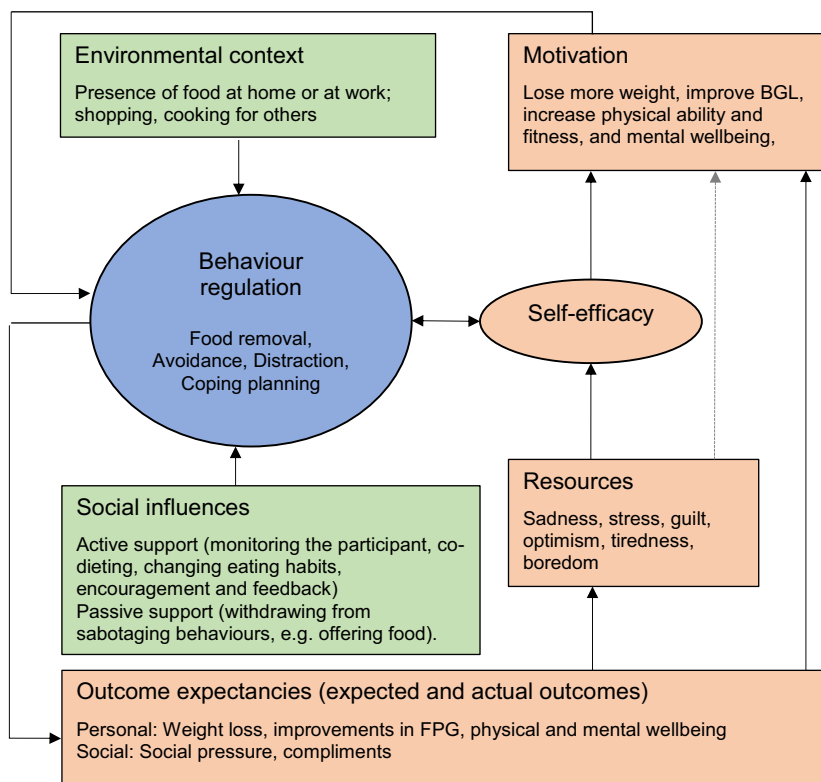 Environmental context
Presence of food at home or at work;
shopping, cooking for others
Motivation
Lose more weight, improve BGL,
increase physical ability and
fitness, and mental wellbeing,
Behaviour
regulation
Food removal,
Avoidance, Distraction,
Coping planning
Self-efficacy
Social influences
Active support (monitoring the participant, co-
dieting, changing eating habits,
encouragement and feedback)
Passive support (withdrawing from
sabotaging behaviours, e.g. offering food).
Resources
Sadness, stress, guilt,
optimism, tiredness,
boredom
Outcome expectancies (expected and actual outcomes)
Personal: Weight loss, improvements in FPG, physical and mental wellbeing
Social: Social pressure, compliments